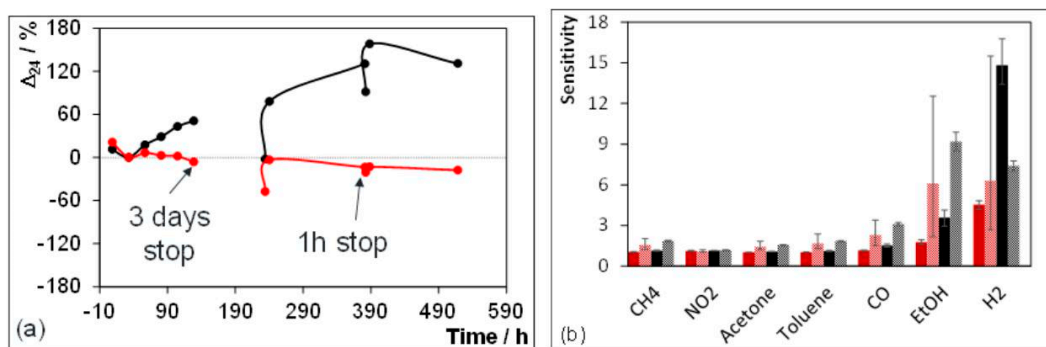 Δ24 / %
180
120
60
0
-60
-120
-180
3 days
stop
1h stop
-10
90
190
290
390
490
590
Time / h
(a)
Sensitivity
18
15
12
9
6
3
0
CH4
NO2
Acetone
Toluene
CO
EtOH
H2
(b)